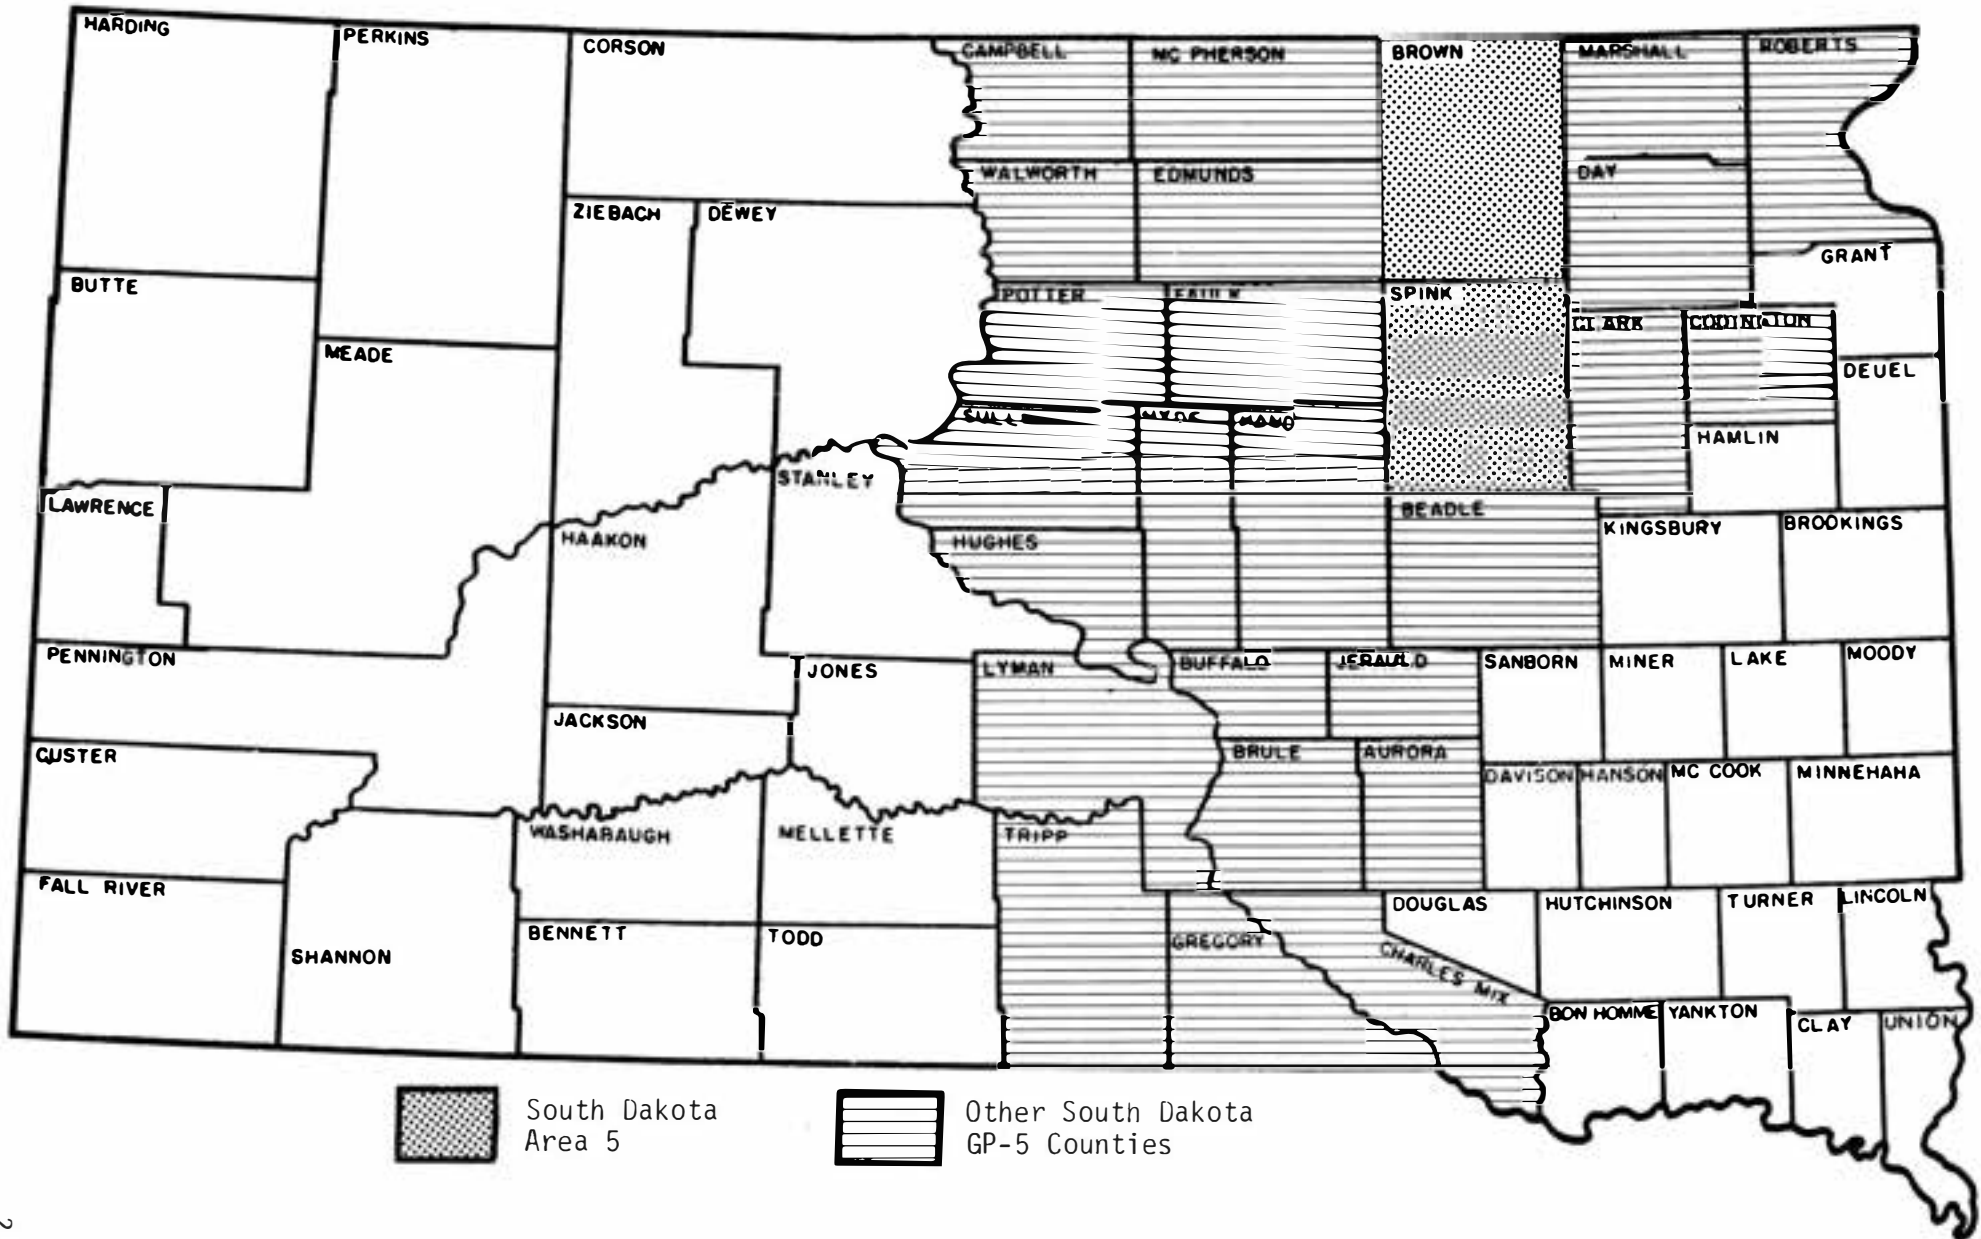 HARDING
PERKINS
CORSON
CAMPBELL
MC PHERSON
BROWN
MARSHALL
ROBERTS
WALWORTH
EDMUNDS
DAY
ZIEBACH
DEWEY
GRANT
BUTTE
POTTER
FAULK
SPINK
CLARK
MEADE
DEUEL
HAMLIN
STANLEY
LAWRENCE
BEADLE
KINGSBURY
BROOKINGS
HAAKON
HUGHES
PENNINGTON
JONES
LYMAN
BUFFALO
JERAULD
SANBORN
MINER
LAKE
MOODY
JACKSON
CUSTER
BRULE
AURORA
DAVISON
HANSON
MC COOK
MINNEHAHA
WASHABAUGH
MELLETTE
TRIPP
FALL RIVER
DOUGLAS
HUTCHINSON
TURNER
LINCOLN
SHANNON
BENNETT
TODD
GREGORY
CHARLES MIX
BON HOMME
YANKTON
CLAY
UNION
South Dakota
Area 5
Other South Dakota
GP-5 Counties
2